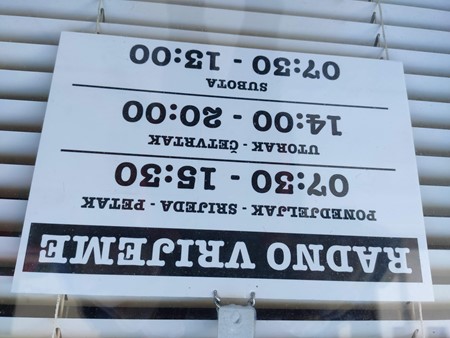 RADNO VRIJEME
PONEDJELJAK - SRIJEDA - PETAK
07:30 - 15:30
UTORAK - ČETVRTAK
14:00 - 20:00
SUBOTA
07:30 - 13:00